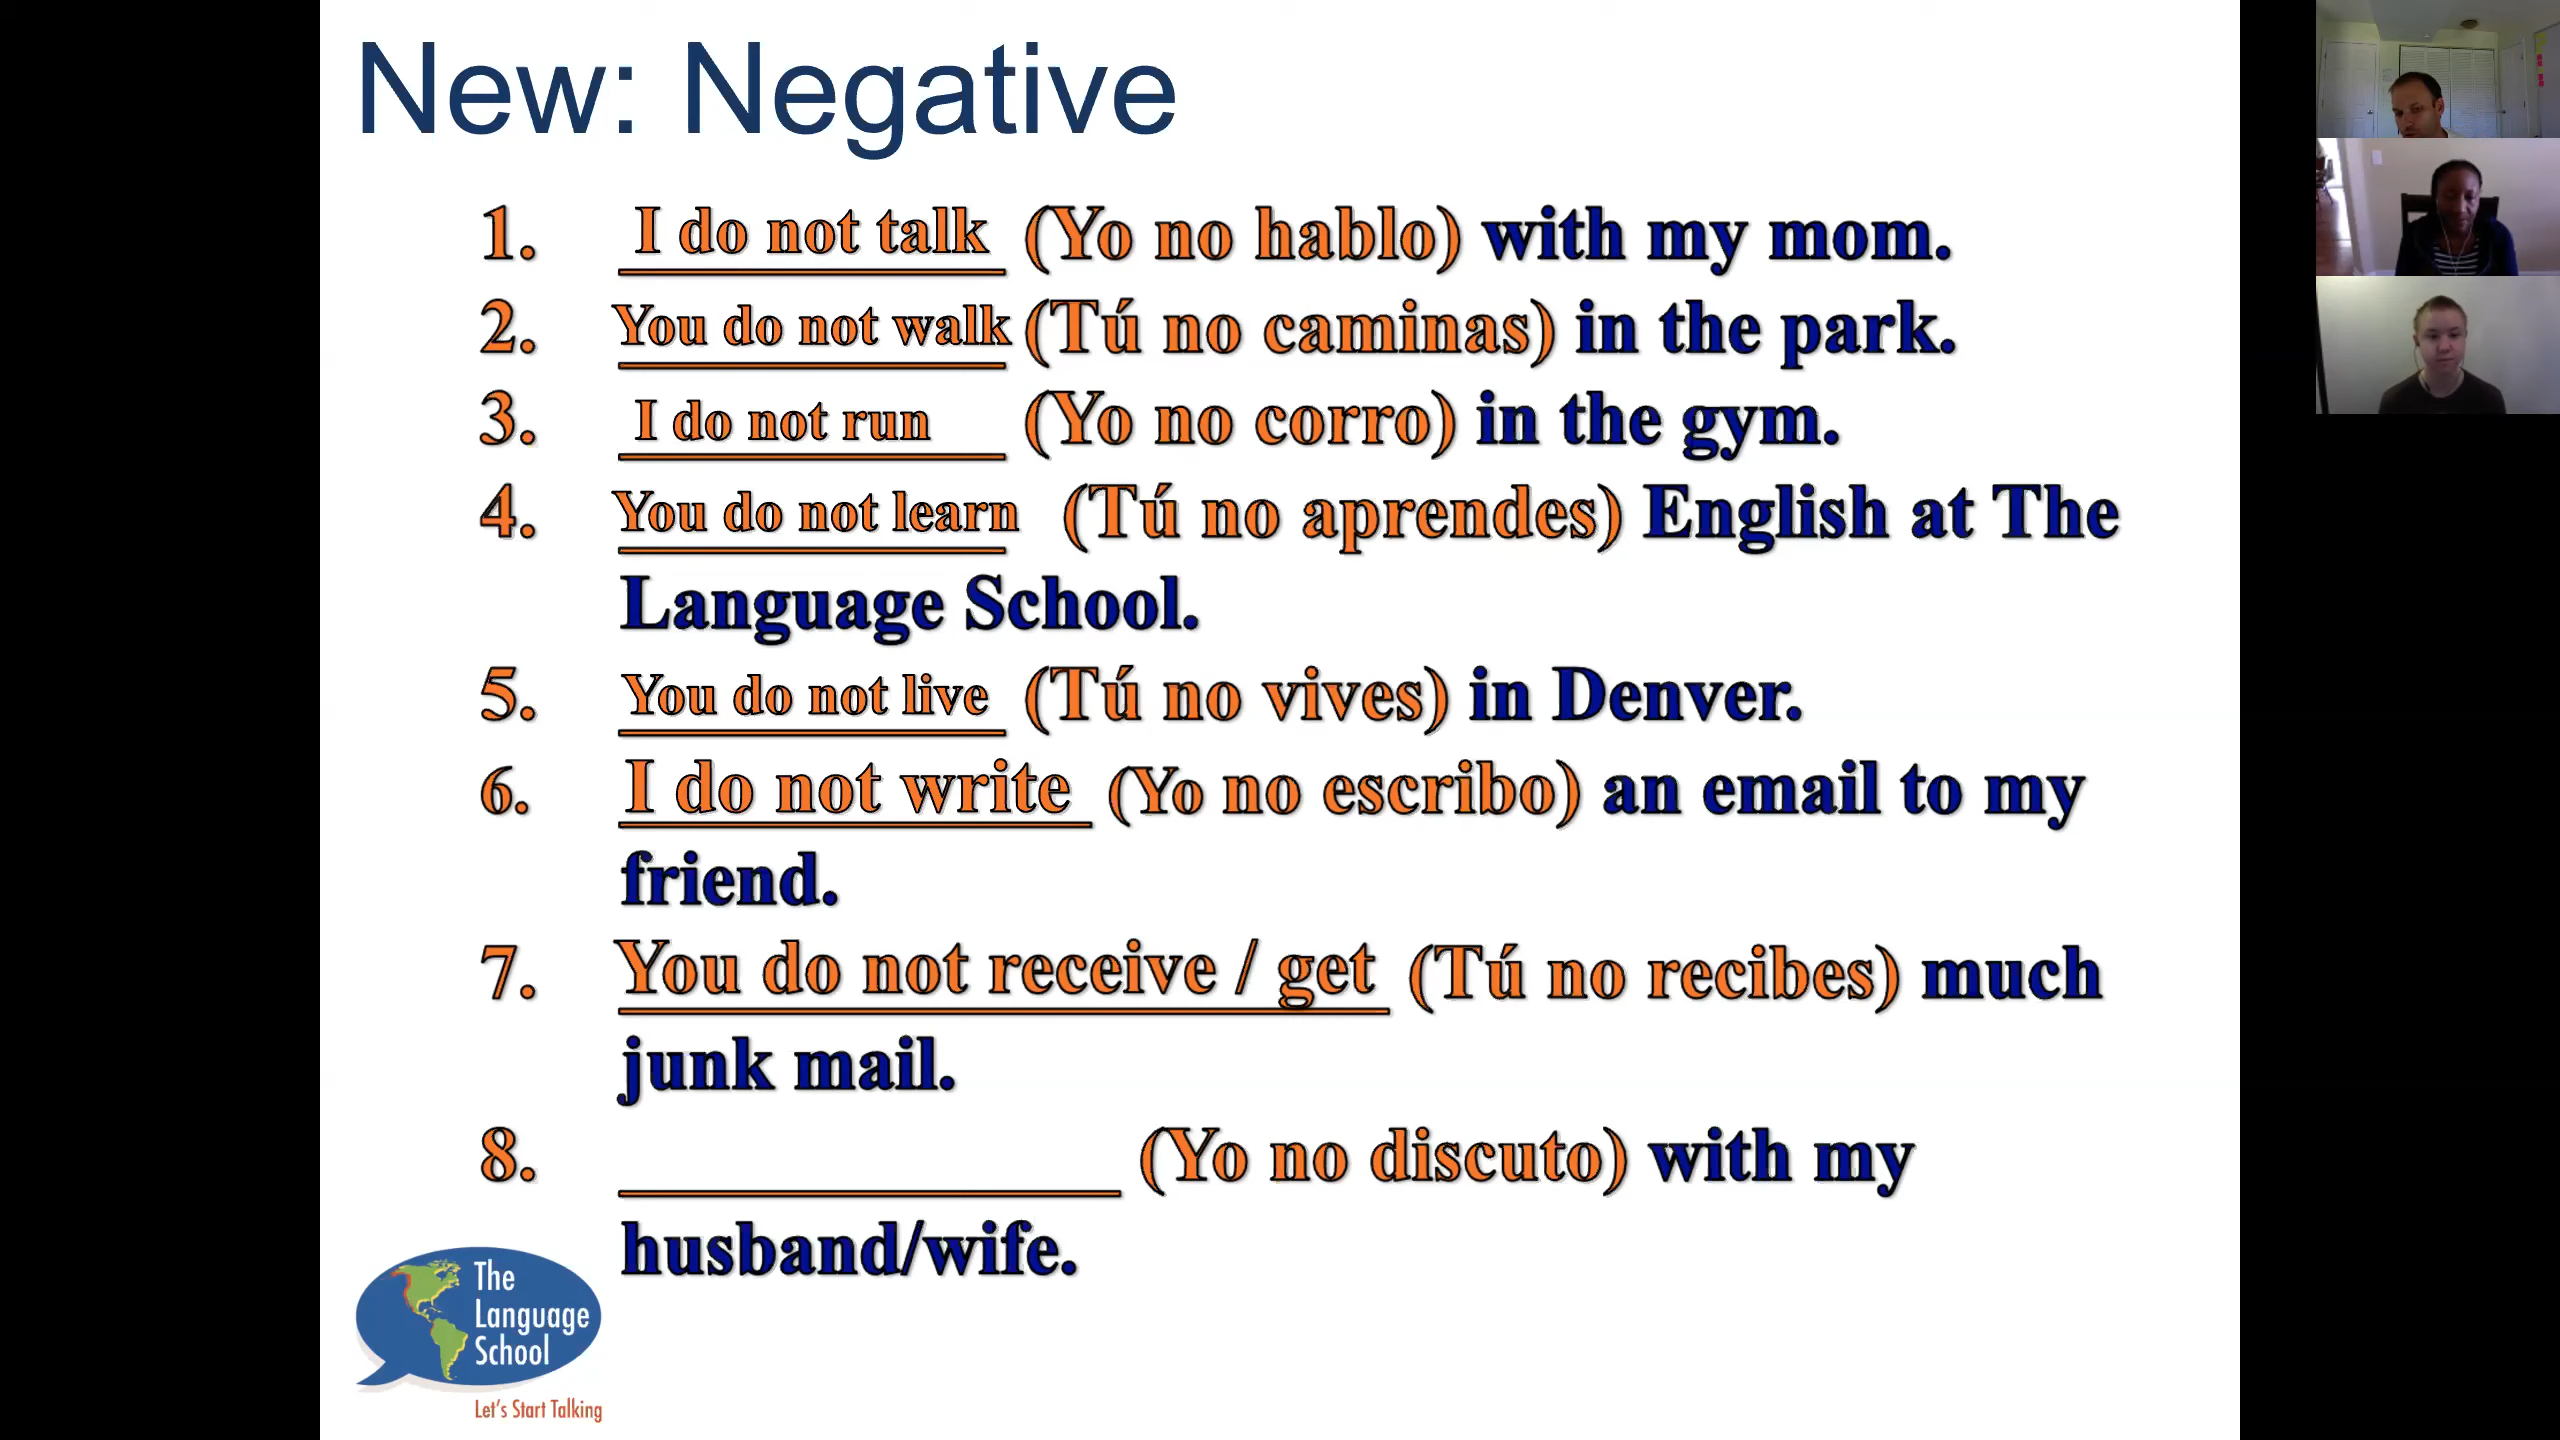 New: Negative
1. I do not talk (Yo no hablo) with my mom.
2. You do not walk (Tú no caminas) in the park.
3. I do not run (Yo no corro) in the gym.
4. You do not learn (Tú no aprendes) English at The
Language School.
5. You do not live (Tú no vives) in Denver.
6. I do not write (Yo no escribo) an email to my
friend.
7. You do not receive / get (Tú no recibes) much
junk mail.
8. (Yo no discuto) with my
husband/wife.
The
Language
School
Let's Start Talking